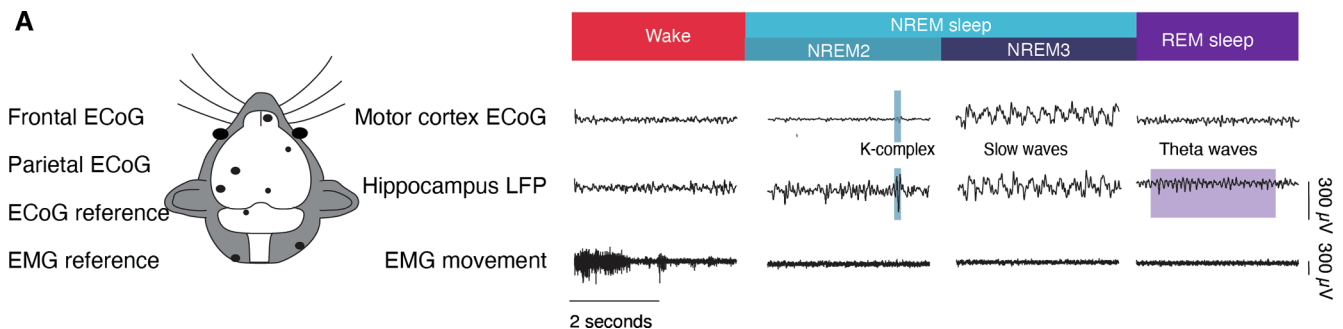 A
Wake
NREM sleep
NREM2
NREM3
REM sleep
Frontal ECoG
Parietal ECoG
ECoG reference
EMG reference
Motor cortex ECoG
Hippocampus LFP
EMG movement
K-complex
Slow waves
Theta waves
300 µV
300 µV
2 seconds